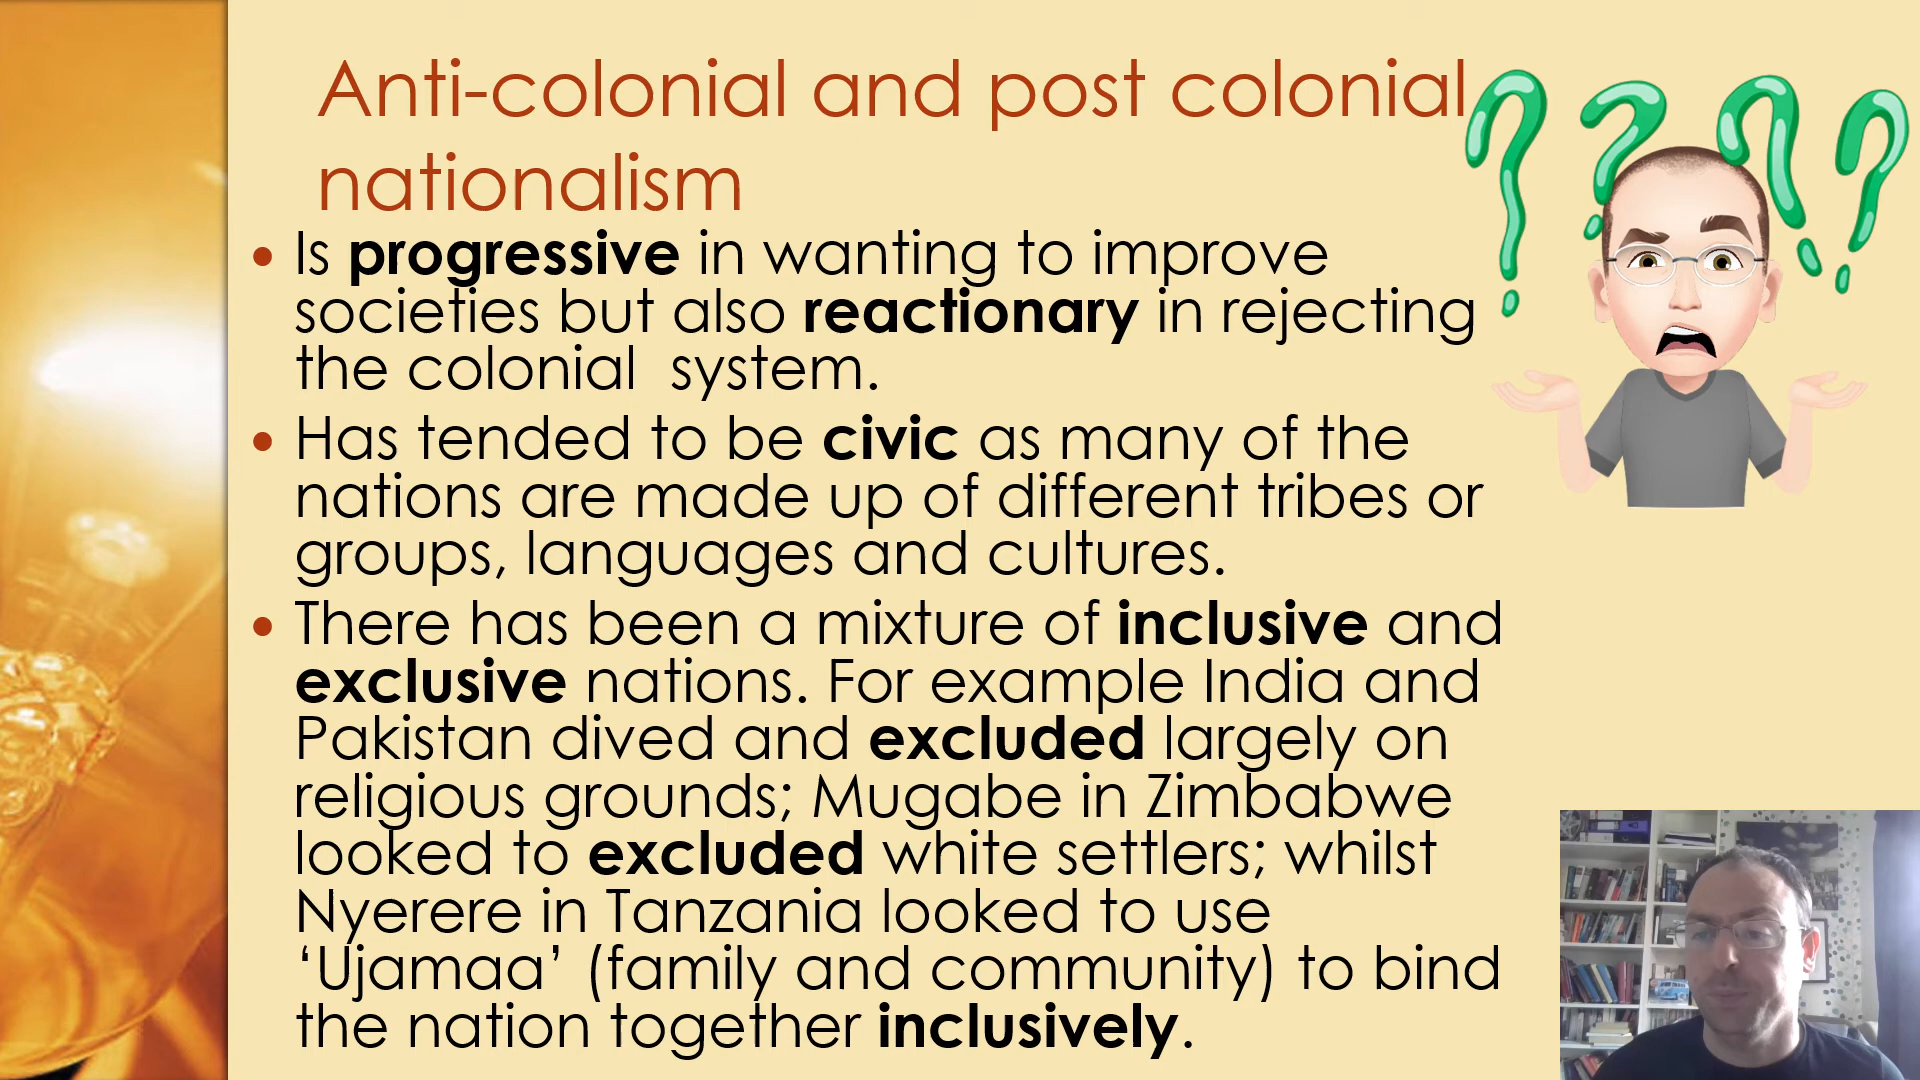 Anti-colonial and post colonial
nationalism
• Is progressive in wanting to improve
societies but also reactionary in rejecting
the colonial  system.
• Has tended to be civic as many of the
nations are made up of different tribes or
groups, languages and cultures.
• There has been a mixture of inclusive and
exclusive nations. For example India and
Pakistan dived and excluded largely on
religious grounds; Mugabe in Zimbabwe
looked to excluded white settlers; whilst
Nyerere in Tanzania looked to use
‘Ujamaa’ (family and community) to bind
the nation together inclusively.